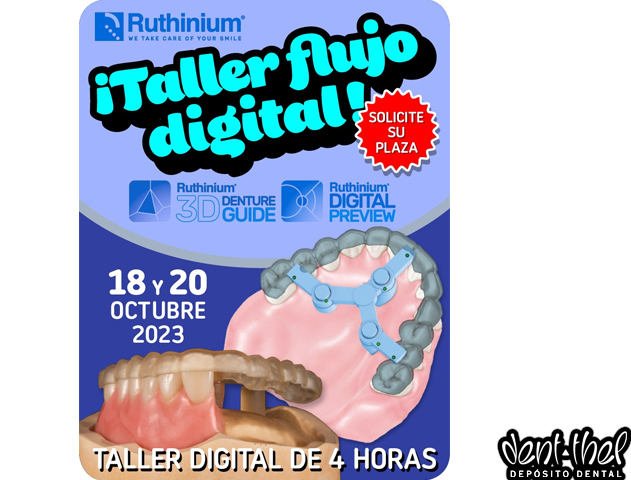 Ruthinium®
WE TAKE CARE OF YOUR SMILE
¡Taller flujo
digital!
SOLICITE
SU
PLAZA
Ruthinium®
3D DENTURE
GUIDE
Ruthinium®
DIGITAL
PREVIEW
18 Y 20
OCTUBRE
2023
TALLER DIGITAL DE 4 HORAS
dent-thel
DEPÓSITO DENTAL